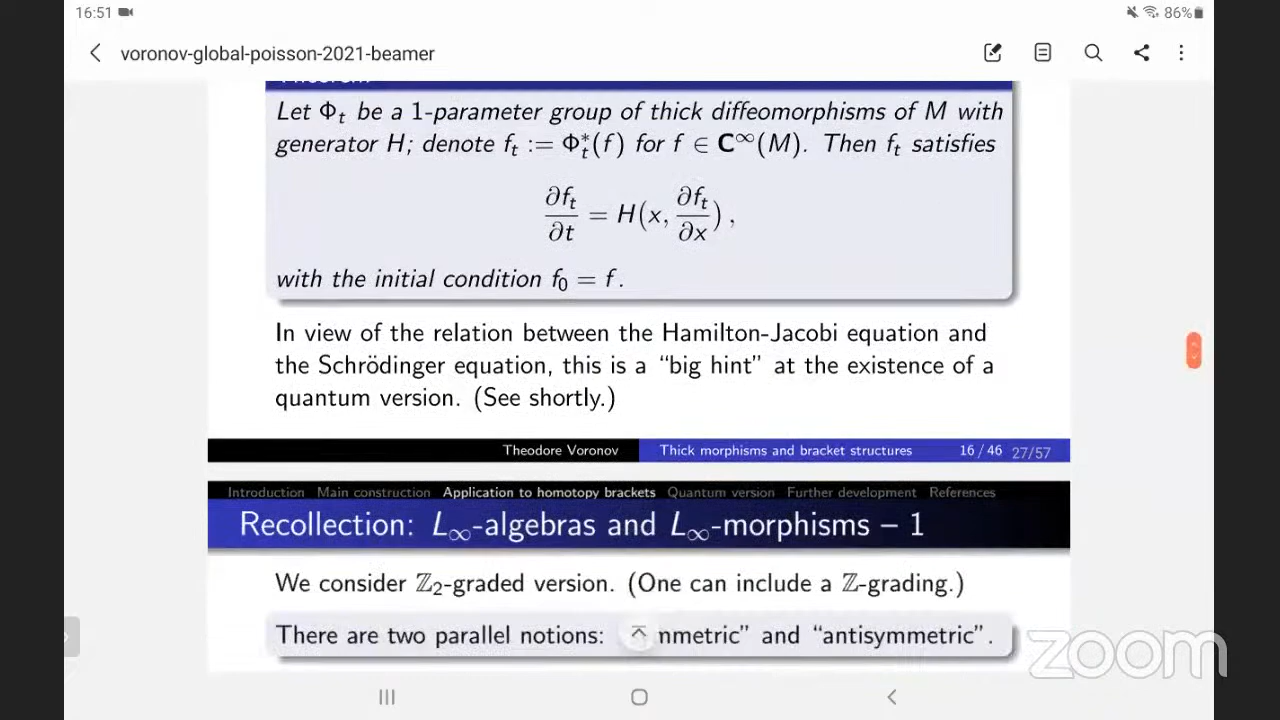 16:51
86%
voronov-global-poisson-2021-beamer
Let Φ_t be a 1-parameter group of thick diffeomorphisms of M with
generator H; denote f_t := Φ_t^*(f) for f ∈ C^∞(M). Then f_t satisfies
∂f_t/∂t = H(x, ∂f_t/∂x),
with the initial condition f_0 = f.
In view of the relation between the Hamilton-Jacobi equation and
the Schrödinger equation, this is a “big hint” at the existence of a
quantum version. (See shortly.)
Theodore Voronov Thick morphisms and bracket structures 16 / 46 27/57
Introduction Main construction Application to homotopy brackets Quantum version Further development References
Recollection: L_∞-algebras and L_∞-morphisms – 1
We consider ℤ_2-graded version. (One can include a ℤ-grading.)
There are two parallel notions: mmetric” and “antisymmetric”.
zoom